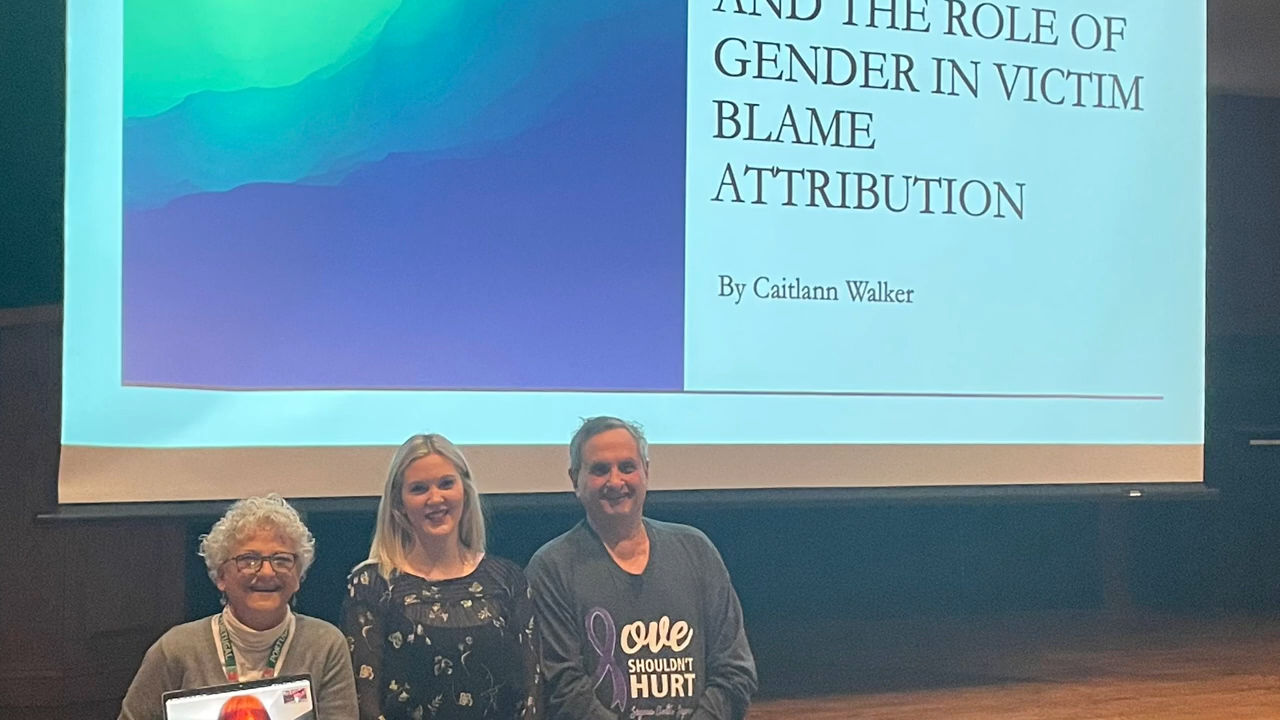 AND THE ROLE OF
GENDER IN VICTIM
BLAME
ATTRIBUTION
By Caitlann Walker
ove
SHOULDN'T
HURT